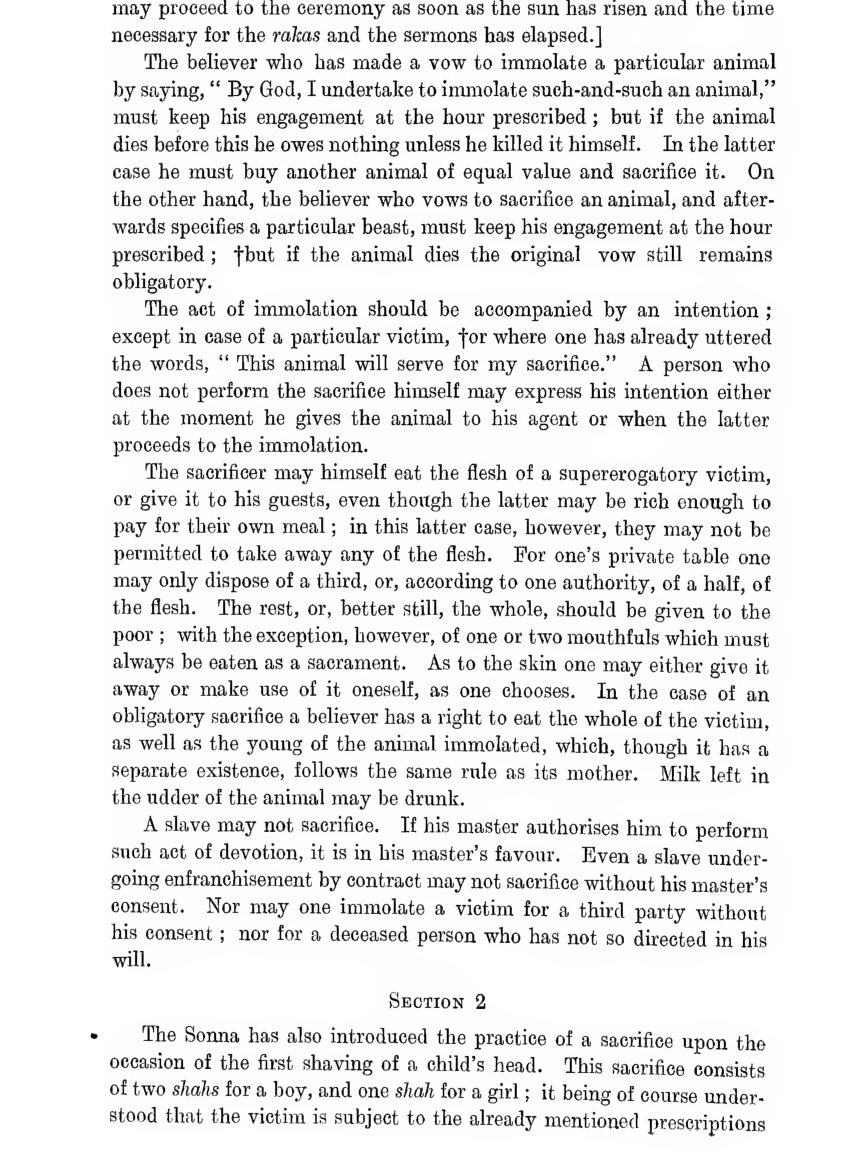 may proceed to the ceremony as soon as the sun has risen and the time
necessary for the rakas and the sermons has elapsed.]
The believer who has made a vow to immolate a particular animal
by saying, “ By God, I undertake to immolate such-and-such an animal,”
must keep his engagement at the hour prescribed ; but if the animal
dies before this he owes nothing unless he killed it himself. In the latter
case he must buy another animal of equal value and sacrifice it. On
the other hand, the believer who vows to sacrifice an animal, and after-
wards specifies a particular beast, must keep his engagement at the hour
prescribed ; †but if the animal dies the original vow still remains
obligatory.
The act of immolation should be accompanied by an intention ;
except in case of a particular victim, †or where one has already uttered
the words, “ This animal will serve for my sacrifice.” A person who
does not perform the sacrifice himself may express his intention either
at the moment he gives the animal to his agent or when the latter
proceeds to the immolation.
The sacrificer may himself eat the flesh of a supererogatory victim,
or give it to his guests, even though the latter may be rich enough to
pay for their own meal ; in this latter case, however, they may not be
permitted to take away any of the flesh. For one’s private table one
may only dispose of a third, or, according to one authority, of a half, of
the flesh. The rest, or, better still, the whole, should be given to the
poor ; with the exception, however, of one or two mouthfuls which must
always be eaten as a sacrament. As to the skin one may either give it
away or make use of it oneself, as one chooses. In the case of an
obligatory sacrifice a believer has a right to eat the whole of the victim,
as well as the young of the animal immolated, which, though it has a
separate existence, follows the same rule as its mother. Milk left in
the udder of the animal may be drunk.
A slave may not sacrifice. If his master authorises him to perform
such act of devotion, it is in his master’s favour. Even a slave under-
going enfranchisement by contract may not sacrifice without his master’s
consent. Nor may one immolate a victim for a third party without
his consent ; nor for a deceased person who has not so directed in his
will.
SECTION 2
The Sonna has also introduced the practice of a sacrifice upon the
occasion of the first shaving of a child’s head. This sacrifice consists
of two shahs for a boy, and one shah for a girl ; it being of course under-
stood that the victim is subject to the already mentioned prescriptions